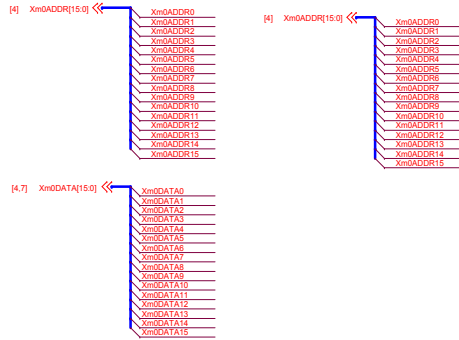 [4] Xm0ADDR[15:0]
Xm0ADDR0
Xm0ADDR1
Xm0ADDR2
Xm0ADDR3
Xm0ADDR4
Xm0ADDR5
Xm0ADDR6
Xm0ADDR7
Xm0ADDR8
Xm0ADDR9
Xm0ADDR10
Xm0ADDR11
Xm0ADDR12
Xm0ADDR13
Xm0ADDR14
Xm0ADDR15
[4] Xm0ADDR[15:0]
Xm0ADDR0
Xm0ADDR1
Xm0ADDR2
Xm0ADDR3
Xm0ADDR4
Xm0ADDR5
Xm0ADDR6
Xm0ADDR7
Xm0ADDR8
Xm0ADDR9
Xm0ADDR10
Xm0ADDR11
Xm0ADDR12
Xm0ADDR13
Xm0ADDR14
Xm0ADDR15
[4,7] Xm0DATA[15:0]
Xm0DATA0
Xm0DATA1
Xm0DATA2
Xm0DATA3
Xm0DATA4
Xm0DATA5
Xm0DATA6
Xm0DATA7
Xm0DATA8
Xm0DATA9
Xm0DATA10
Xm0DATA11
Xm0DATA12
Xm0DATA13
Xm0DATA14
Xm0DATA15